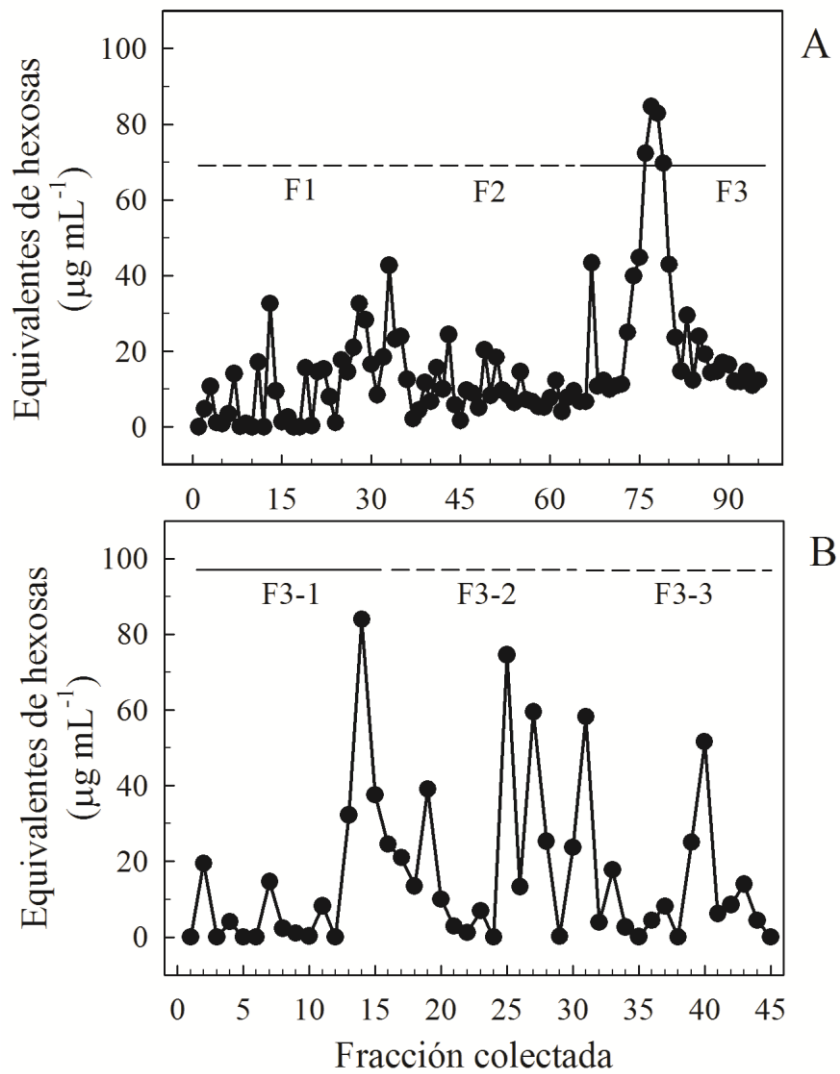 A
Equivalentes de hexosas
(µg mL⁻¹)
100
80
60
40
20
0
F1
F2
F3
0 15 30 45 60 75 90
B
Equivalentes de hexosas
(µg mL⁻¹)
100
80
60
40
20
0
F3-1
F3-2
F3-3
0 5 10 15 20 25 30 35 40 45
Fracción colectada